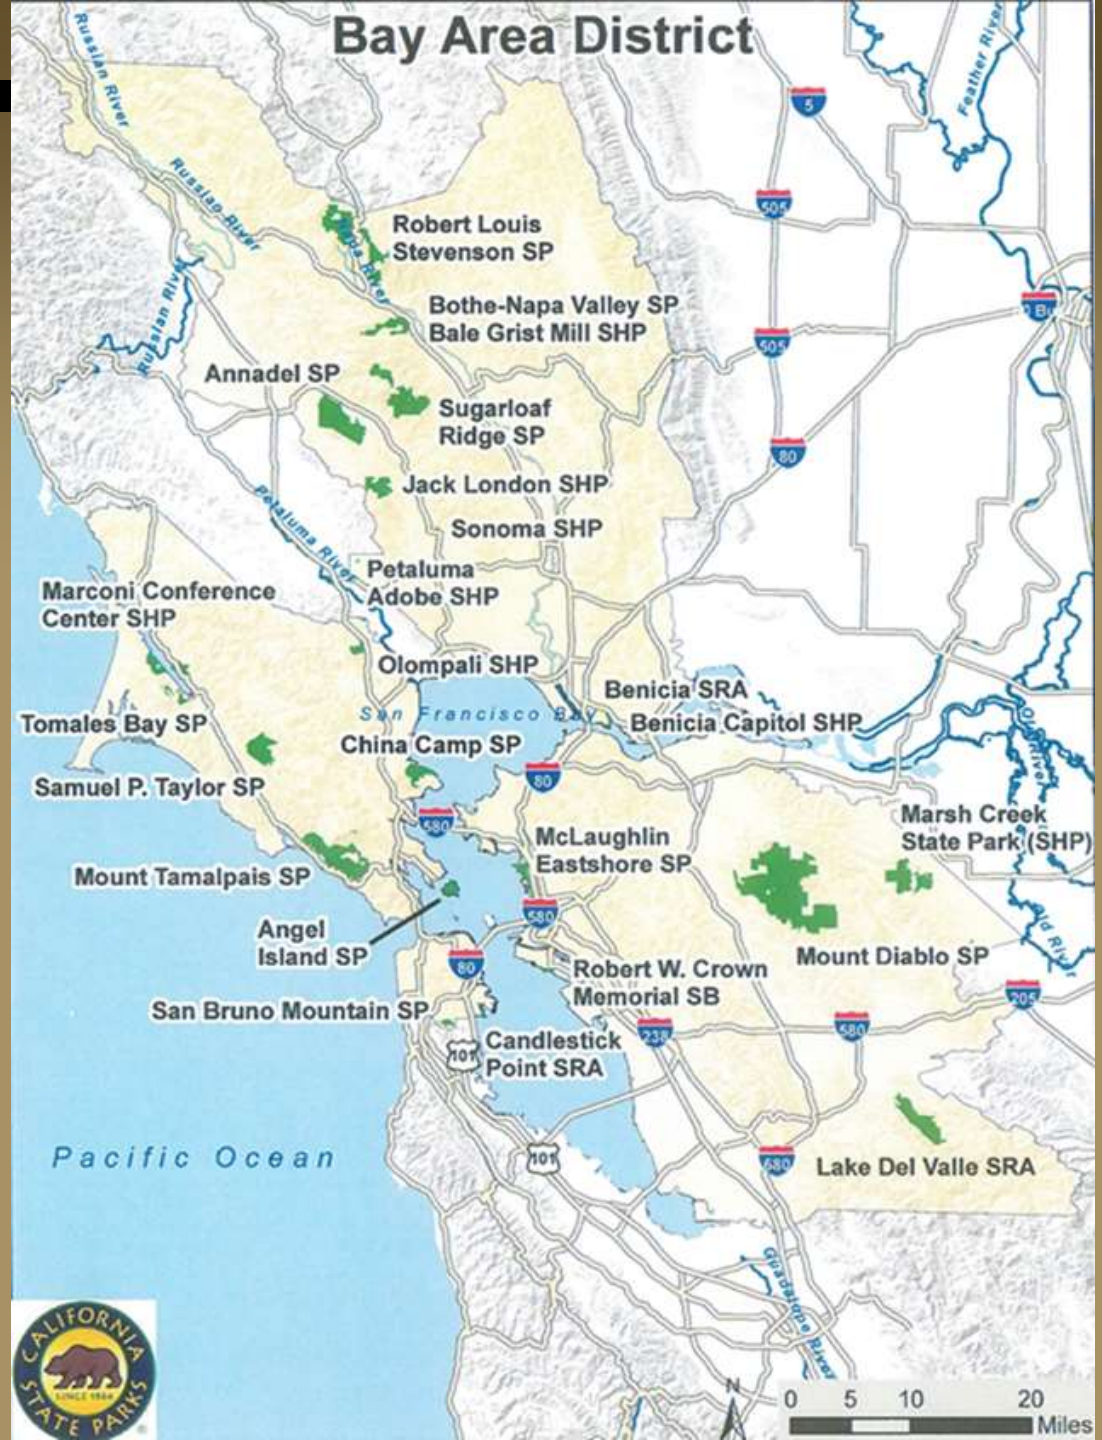 Bay Area District
Russian River
Feather River
5
Russian River
505
Robert Louis
Stevenson SP
Napa River
Russian River
Bothe-Napa Valley SP
Bale Grist Mill SHP
505
Annadel SP
Sugarloaf
Ridge SP
80
Jack London SHP
Petaluma River
Sonoma SHP
Petaluma
Adobe SHP
Marconi Conference
Center SHP
Olompali SHP
Benicia SRA
San Francisco Bay
Benicia Capitol SHP
Tomales Bay SP
China Camp SP
Old River
80
Samuel P. Taylor SP
580
Marsh Creek
State Park (SHP)
McLaughlin
Eastshore SP
Mount Tamalpais SP
580
Angel
Island SP
Old River
Mount Diablo SP
80
Robert W. Crown
Memorial SB
205
San Bruno Mountain SP
238
580
101
Candlestick
Point SRA
Pacific Ocean
101
680
Lake Del Valle SRA
Guadalupe River
CALIFORNIA
SINCE 1864
STATE PARKS
N
0 5 10 20
Miles